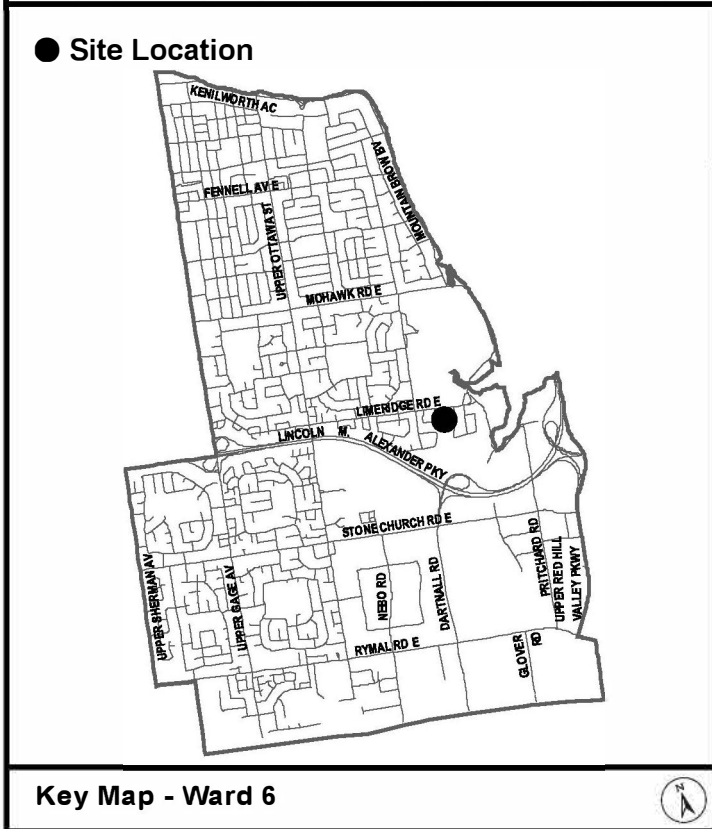 Site Location
KENILWORTH AC
MOUNTAIN BROW BV
FENNELL AV E
UPPER OTTAWA ST
MOHAWK RD E
LIMERIDGE RD E
LINCOLN M. ALEXANDER PKY
STONE CHURCH RD E
UPPER SHERMAN AV
UPPER GAGE AV
NEBO RD
DARTNALL RD
PRITCHARD RD
UPPER RED HILL
VALLEY PKWY
RYMAL RD E
GLOVER
RD
Key Map - Ward 6
N